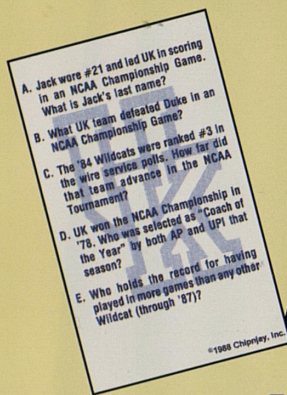 A. Jack wore #21 and led UK in scoring
in an NCAA Championship Game.
What is Jack's last name?
B. What UK team defeated Duke in an
NCAA Championship Game?
C. The '84 Wildcats were ranked #3 in
the wire service polls. How far did
that team advance in the NCAA
Tournament?
D. UK won the NCAA Championship in
'78. Who was selected as "Coach of
the Year" by both AP and UPI that
season?
E. Who holds the record for having
played in more games than any other
Wildcat (through '87)?
©1988 Chipnjay, Inc.